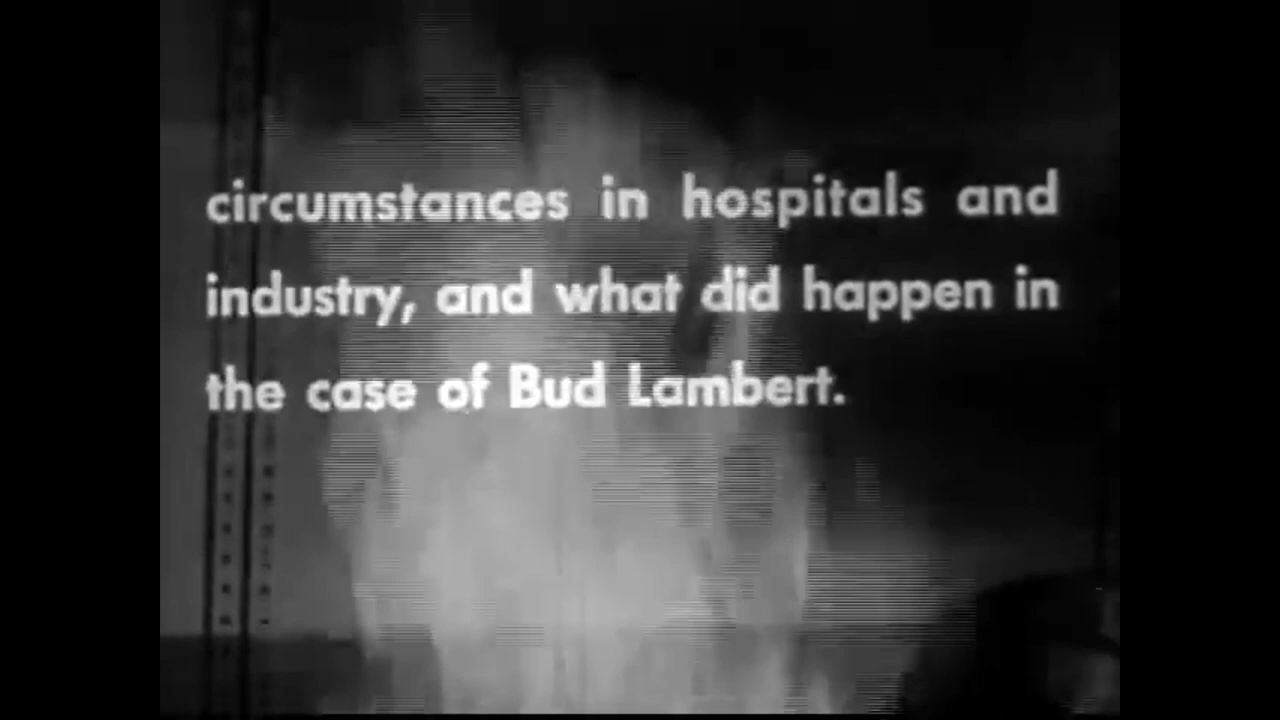 circumstances in hospitals and
industry, and what did happen in
the case of Bud Lambert.